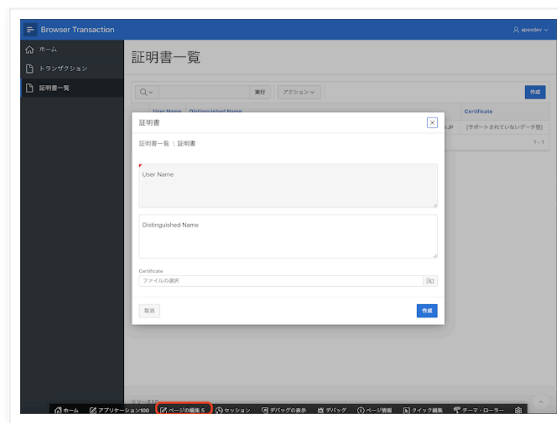 Browser Transaction
apexdev
ホーム
トランザクション
証明書一覧
証明書一覧
実行
アクション
作成
User Name Distinguished Name
Certificate
[サポートされていないデータ型]
1 - 1
証明書
証明書一覧 \ 証明書
User Name
Distinguished Name
Certificate
ファイルの選択
取消
作成
ホーム
アプリケーション100
ページの編集 5
セッション
デバッグの表示
デバッグ
ページ情報
クイック編集
テーマ・ローラー